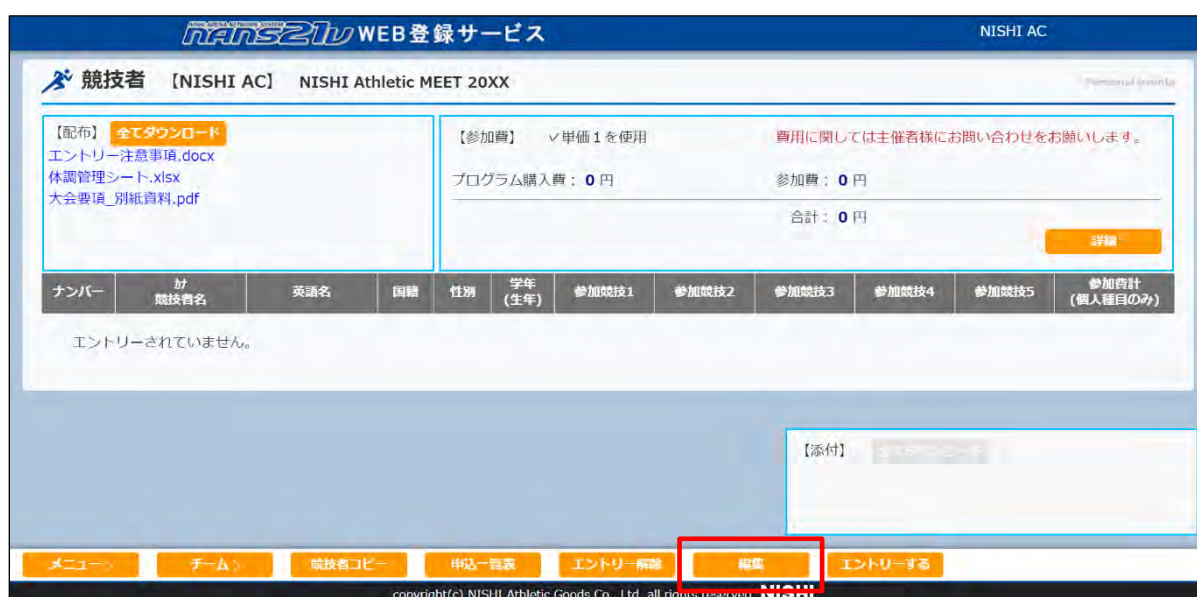 NISHI ARENA NETWORK SYSTEM
NANS21V WEB登録サービス NISHI AC
競技者 【NISHI AC】 NISHI Athletic MEET 20XX
【配布】 全てダウンロード
エントリー注意事項.docx
体調管理シート.xlsx
大会要項_別紙資料.pdf
【参加費】 ✓単価１を使用 費用に関しては主催者様にお問い合わせをお願いします。
プログラム購入費： 0 円 参加費： 0 円
合計： 0 円
詳細
ナンバー ｶﾅ 競技者名 英語名 国籍 性別 学年 (生年) 参加競技1 参加競技2 参加競技3 参加競技4 参加競技5 参加費計 (個人種目のみ)
エントリーされていません。
【添付】
メニュー> チーム> 競技者コピー 申込一覧表 エントリー解除 編集 エントリーする
copyright(c) NISHI Athletic Goods Co., Ltd. all rights reserved. NISHI